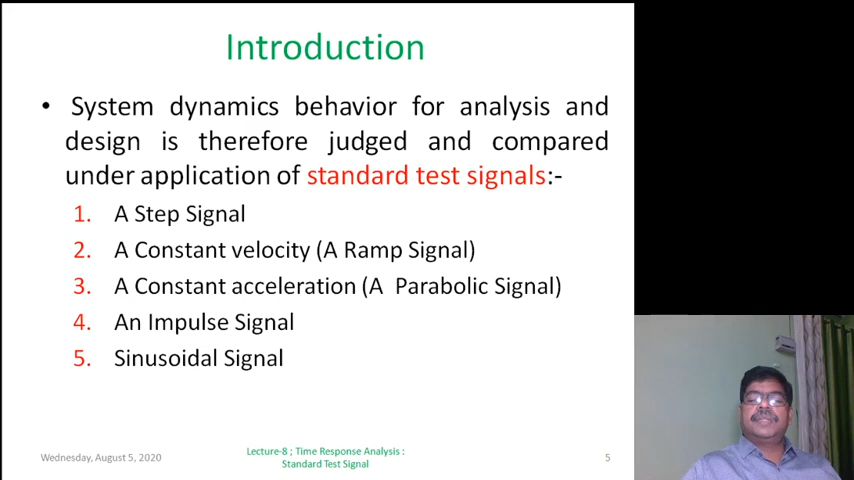 Introduction
• System dynamics behavior for analysis and
design is therefore judged and compared
under application of standard test signals:-
1. A Step Signal
2. A Constant velocity (A Ramp Signal)
3. A Constant acceleration (A Parabolic Signal)
4. An Impulse Signal
5. Sinusoidal Signal
Wednesday, August 5, 2020
Lecture-8 ; Time Response Analysis :
Standard Test Signal
5